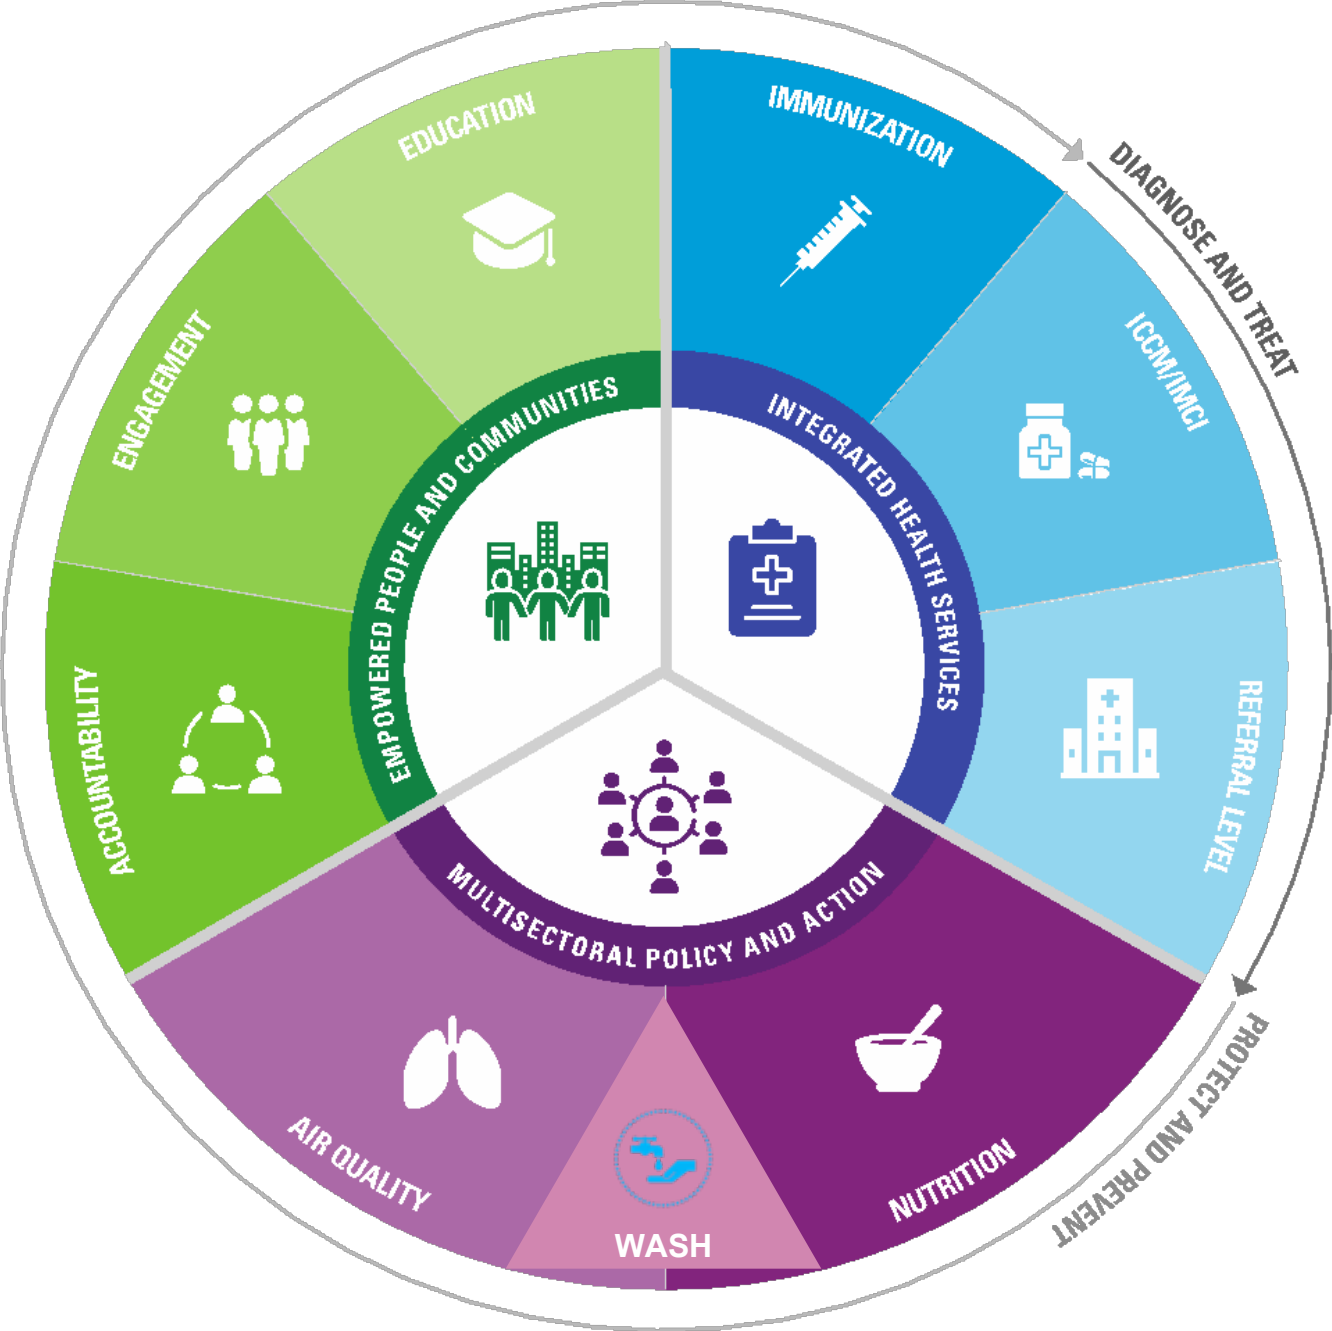 EDUCATION
IMMUNIZATION
DIAGNOSE AND TREAT
ENGAGEMENT
ICCM/IMCI
EMPOWERED PEOPLE AND COMMUNITIES
INTEGRATED HEALTH SERVICES
ACCOUNTABILITY
REFERRAL LEVEL
MULTISECTORAL POLICY AND ACTION
AIR QUALITY
WASH
NUTRITION
PROTECT AND PREVENT